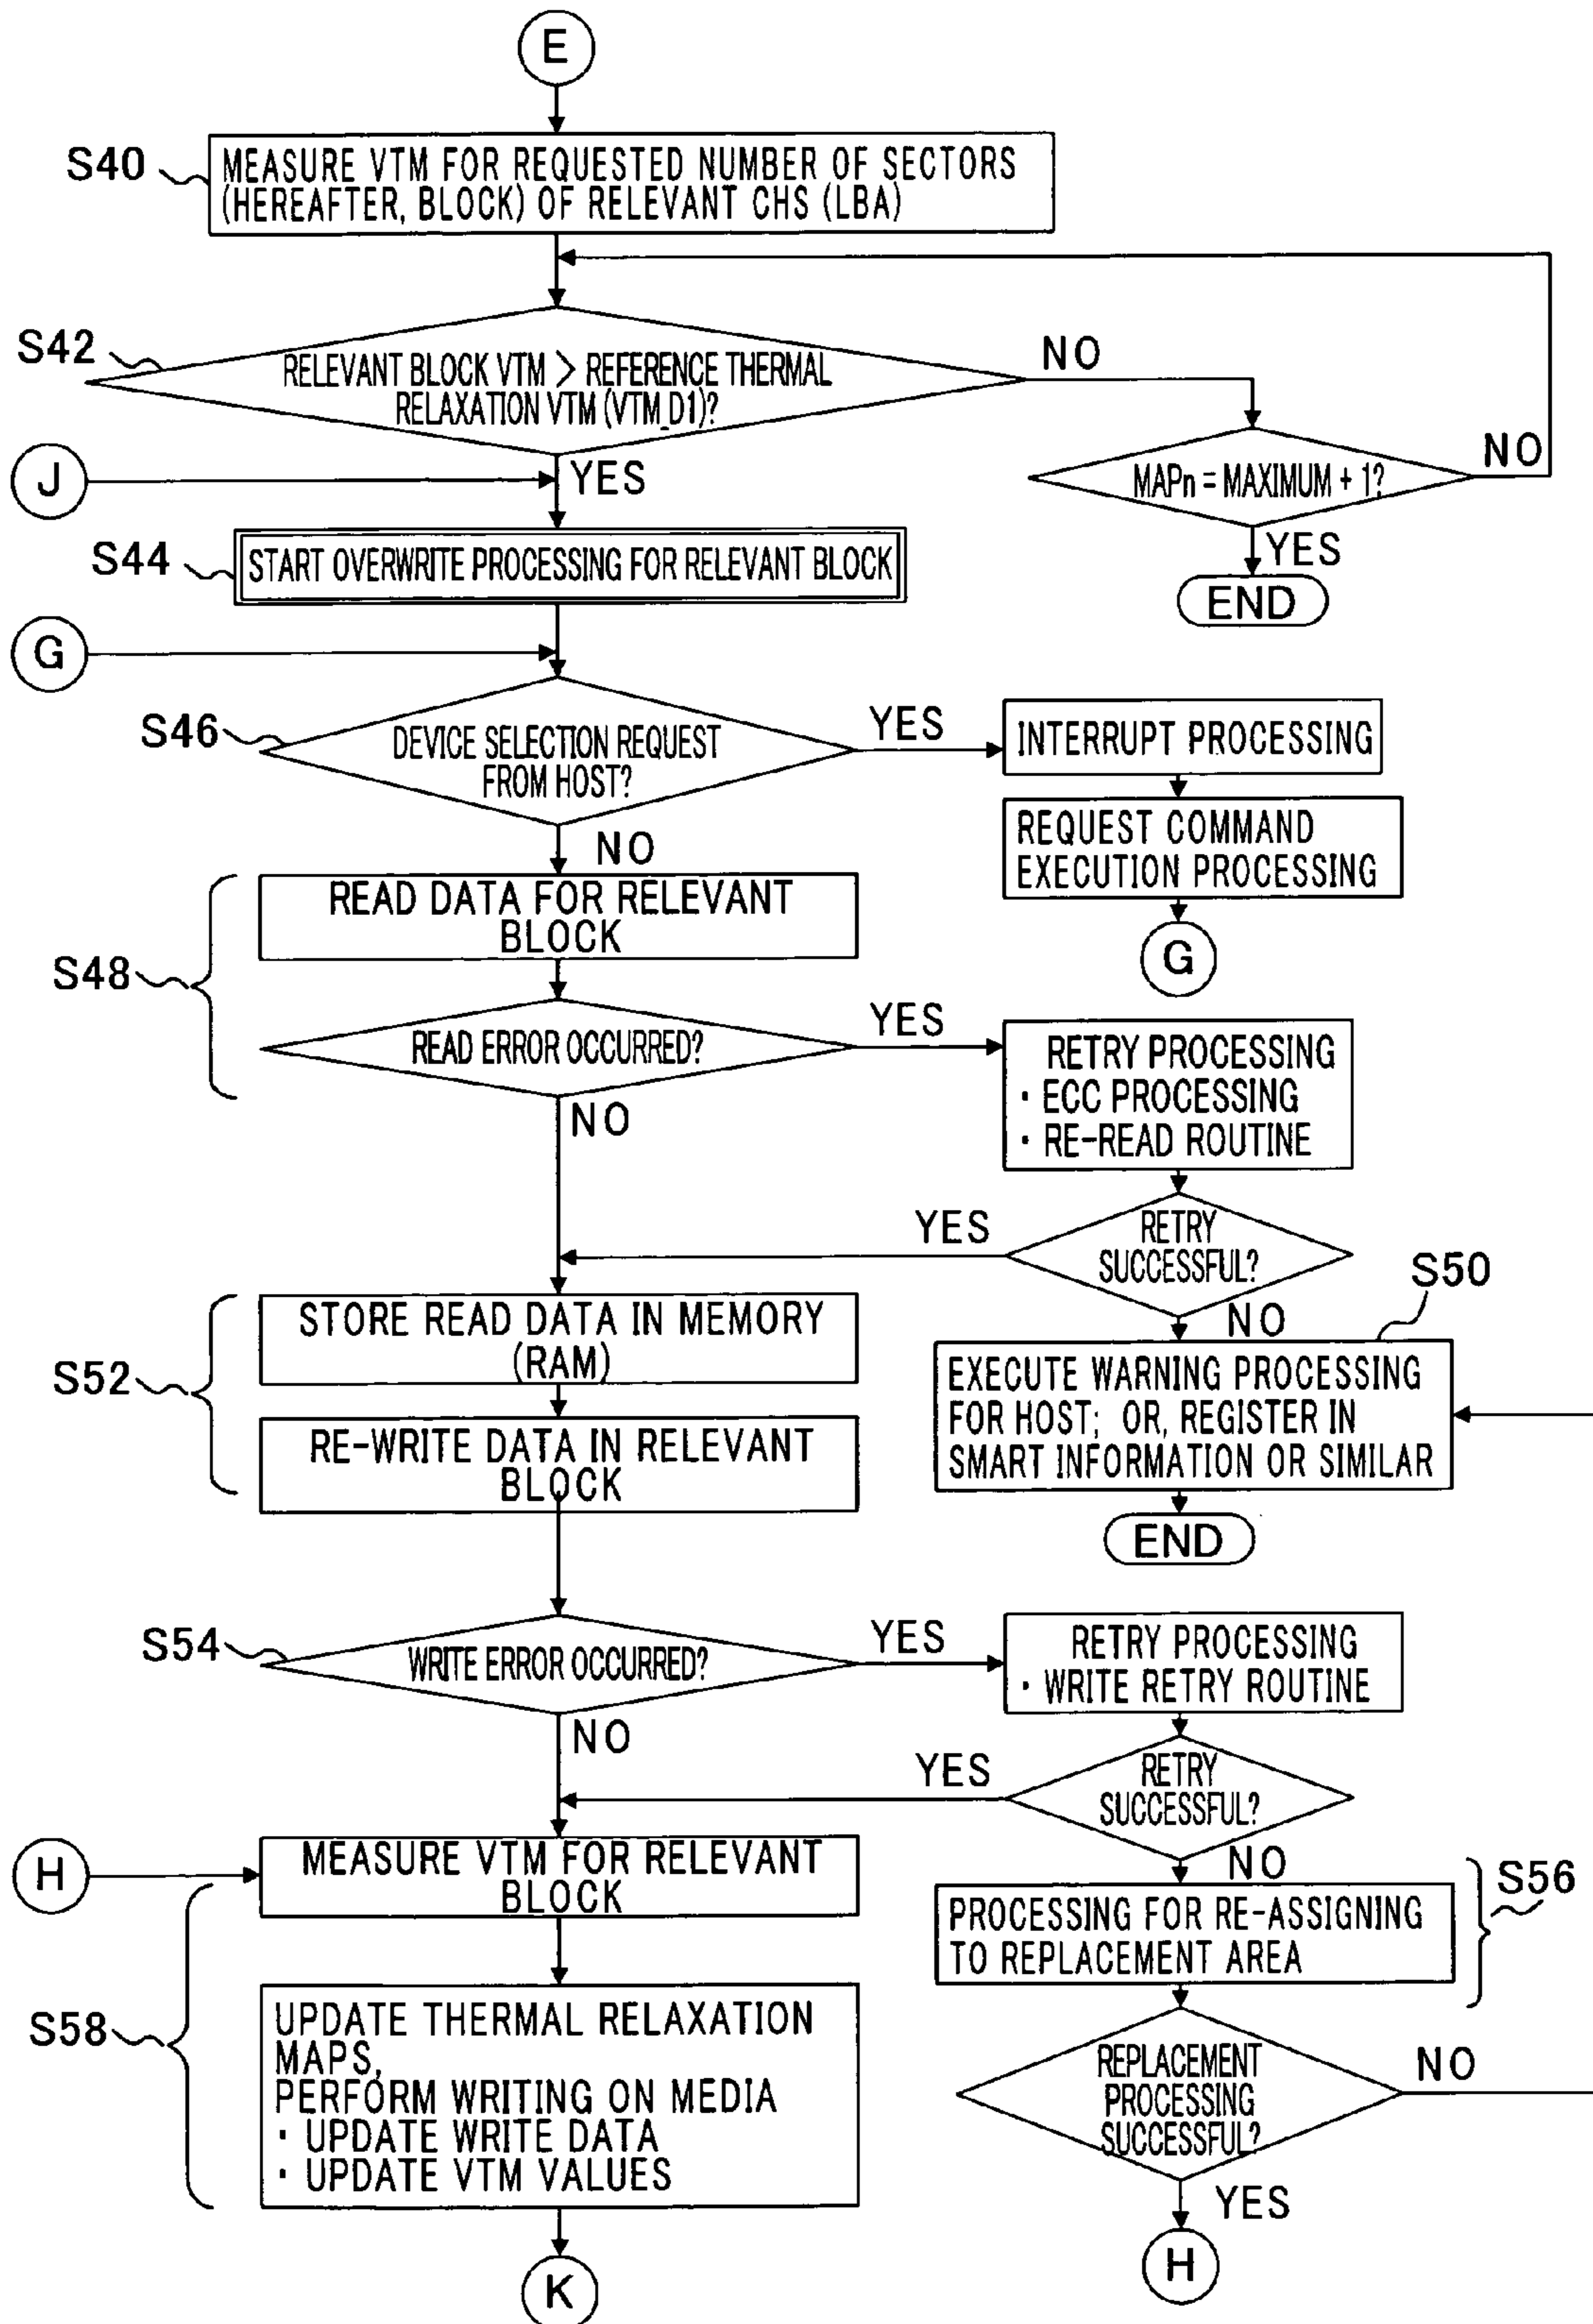 E
S40
MEASURE VTM FOR REQUESTED NUMBER OF SECTORS
(HEREAFTER, BLOCK) OF RELEVANT CHS (LBA)
S42
RELEVANT BLOCK VTM > REFERENCE THERMAL
RELAXATION VTM (VTM_D1)?
NO
MAPn = MAXIMUM + 1?
NO
YES
END
J
YES
S44
START OVERWRITE PROCESSING FOR RELEVANT BLOCK
G
S46
DEVICE SELECTION REQUEST
FROM HOST?
YES
INTERRUPT PROCESSING
REQUEST COMMAND
EXECUTION PROCESSING
G
NO
S48
READ DATA FOR RELEVANT
BLOCK
READ ERROR OCCURRED?
YES
RETRY PROCESSING
· ECC PROCESSING
· RE-READ ROUTINE
NO
RETRY
SUCCESSFUL?
YES
NO
S50
EXECUTE WARNING PROCESSING
FOR HOST; OR, REGISTER IN
SMART INFORMATION OR SIMILAR
END
S52
STORE READ DATA IN MEMORY
(RAM)
RE-WRITE DATA IN RELEVANT
BLOCK
S54
WRITE ERROR OCCURRED?
YES
RETRY PROCESSING
· WRITE RETRY ROUTINE
NO
RETRY
SUCCESSFUL?
YES
NO
S56
PROCESSING FOR RE-ASSIGNING
TO REPLACEMENT AREA
REPLACEMENT
PROCESSING
SUCCESSFUL?
NO
YES
H
H
MEASURE VTM FOR RELEVANT
BLOCK
S58
UPDATE THERMAL RELAXATION
MAPS,
PERFORM WRITING ON MEDIA
· UPDATE WRITE DATA
· UPDATE VTM VALUES
K